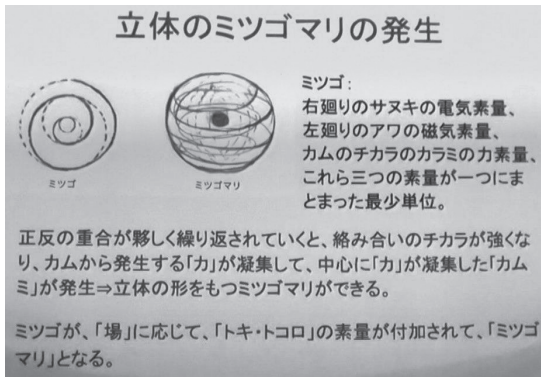 立体のミツゴマリの発生
ミツゴ:
右廻りのサヌキの電気素量、
左廻りのアワの磁気素量、
カムのチカラのカラミの力素量、
これら三つの素量が一つにま
とまった最少単位。
ミツゴ
ミツゴマリ
正反の重合が夥しく繰り返されていくと、絡み合いのチカラが強くな
り、カムから発生する「カ」が凝集して、中心に「カ」が凝集した「カム
ミ」が発生⇒立体の形をもつミツゴマリができる。
ミツゴが、「場」に応じて、「トキ・トコロ」の素量が付加されて、「ミツゴ
マリ」となる。